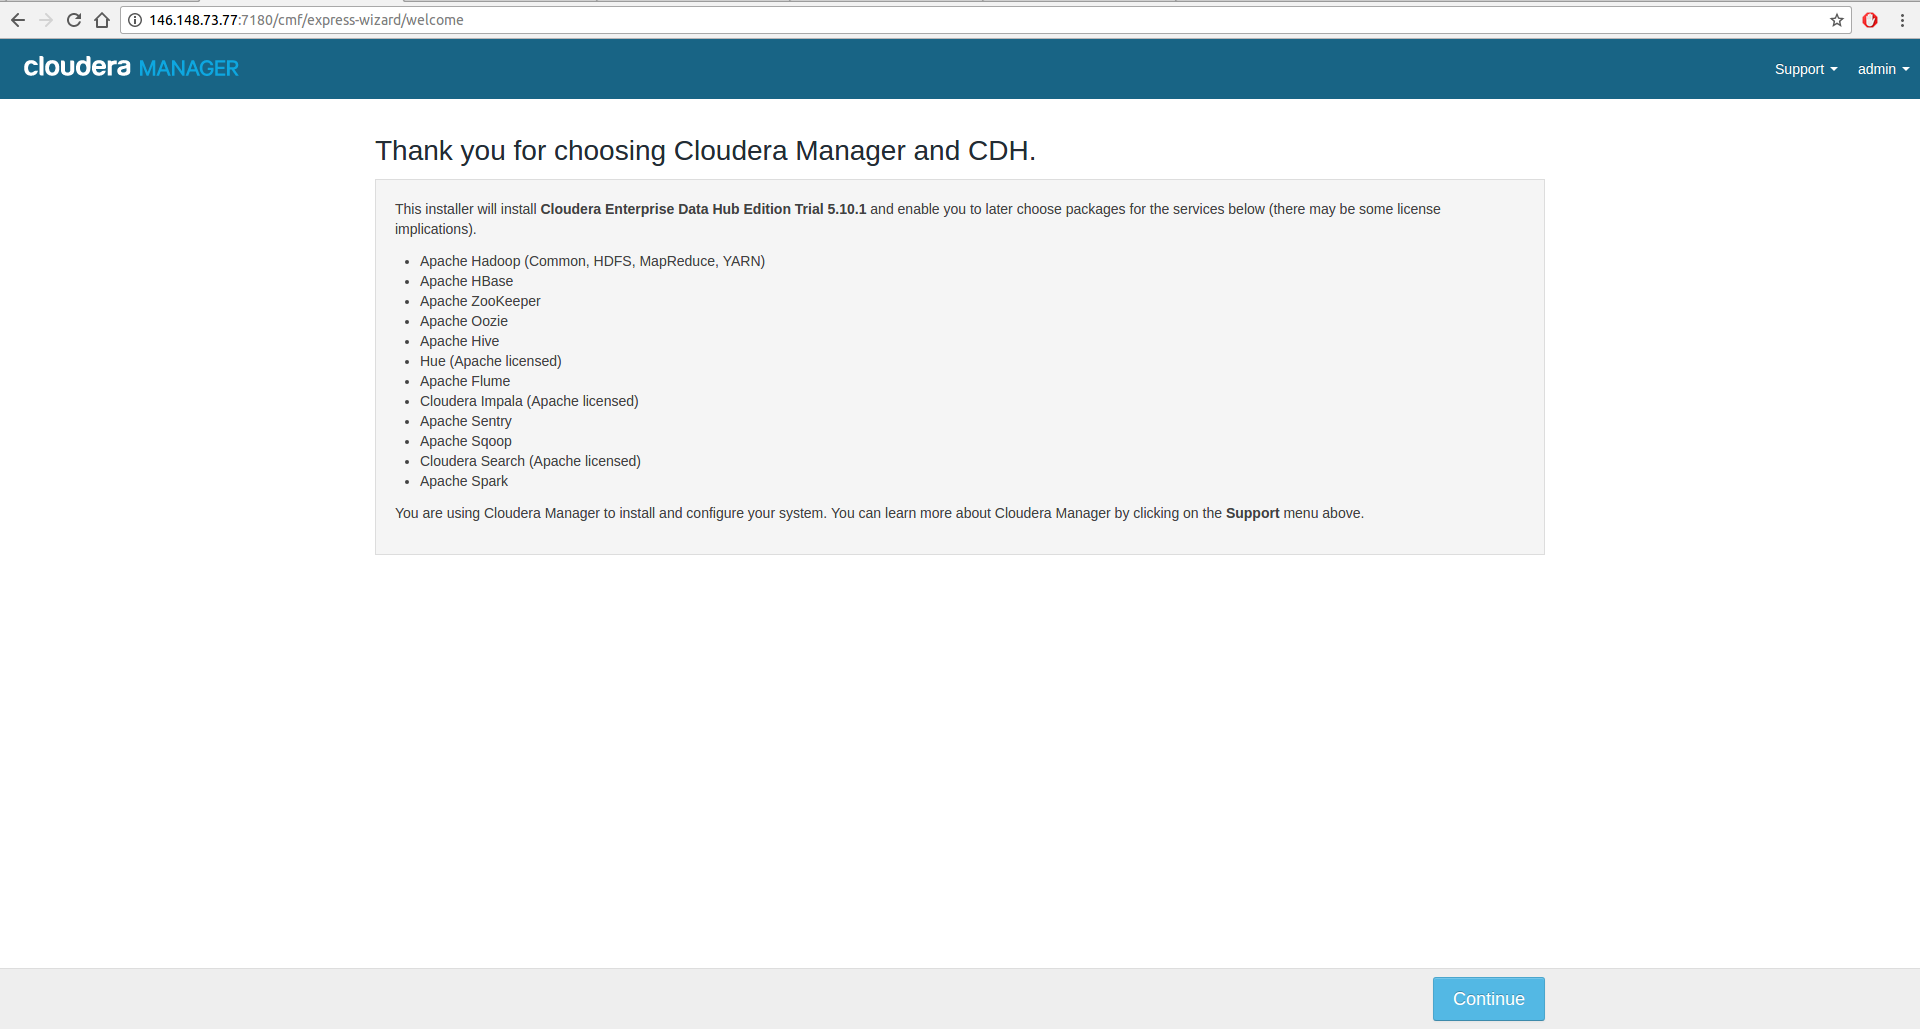 146.148.73.77:7180/cmf/express-wizard/welcome
cloudera MANAGER
Support
admin
Thank you for choosing Cloudera Manager and CDH.
This installer will install Cloudera Enterprise Data Hub Edition Trial 5.10.1 and enable you to later choose packages for the services below (there may be some license
implications).
Apache Hadoop (Common, HDFS, MapReduce, YARN)
Apache HBase
Apache ZooKeeper
Apache Oozie
Apache Hive
Hue (Apache licensed)
Apache Flume
Cloudera Impala (Apache licensed)
Apache Sentry
Apache Sqoop
Cloudera Search (Apache licensed)
Apache Spark
You are using Cloudera Manager to install and configure your system. You can learn more about Cloudera Manager by clicking on the Support menu above.
Continue